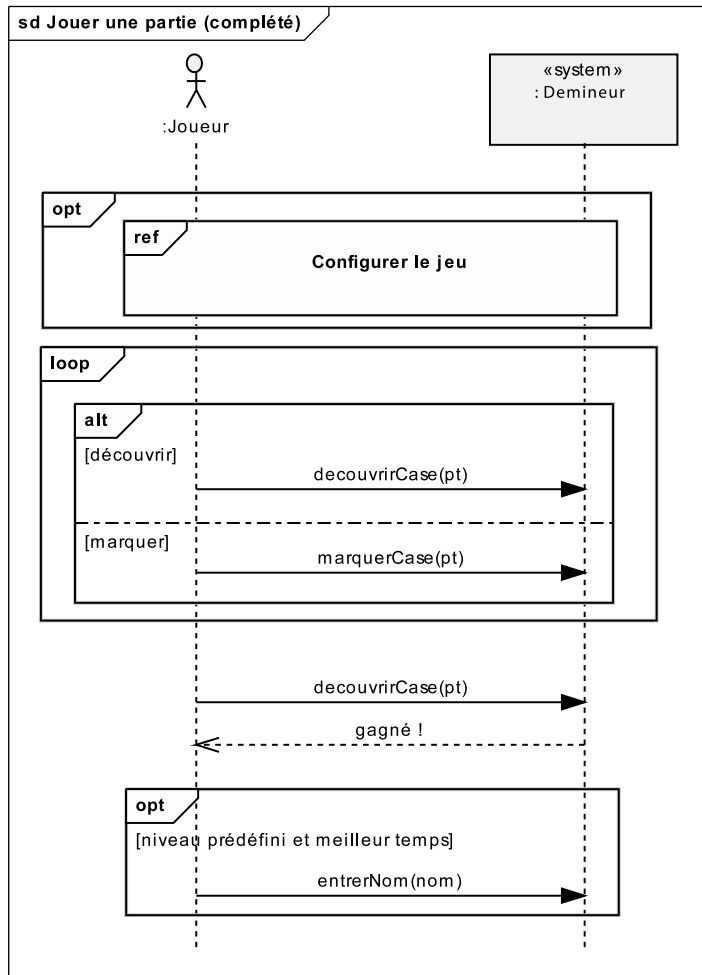 sd Jouer une partie (complété)
«system»
: Demineur
:Joueur
opt
ref
Configurer le jeu
loop
alt
[découvrir]
decouvrirCase(pt)
[marquer]
marquerCase(pt)
decouvrirCase(pt)
gagné !
opt
[niveau prédéfini et meilleur temps]
entrerNom(nom)